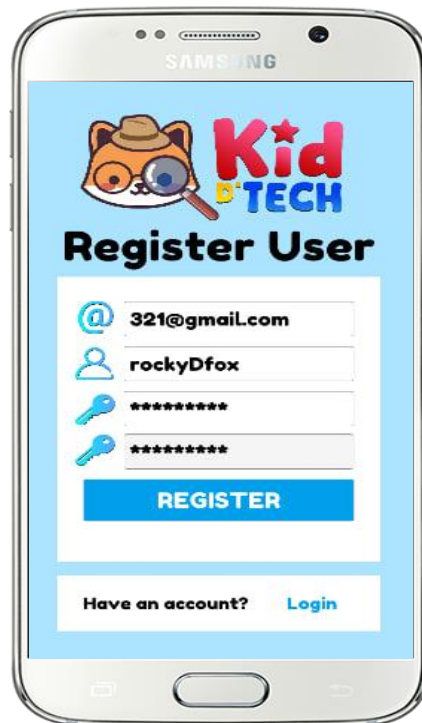 SAMSUNG
Kid
D'TECH
Register User
321@gmail.com
rockyDfox
*********
*********
REGISTER
Have an account? Login